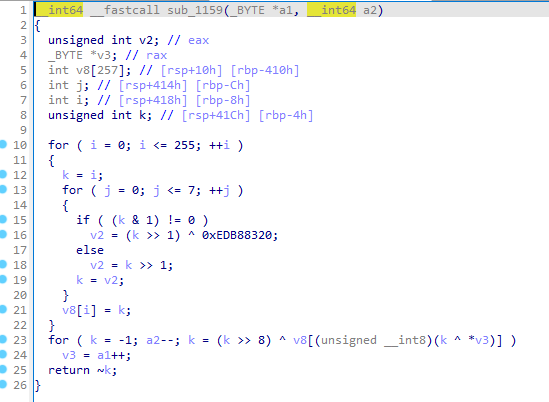 1 __int64 __fastcall sub_1159(_BYTE *a1, __int64 a2)
2 {
3 unsigned int v2; // eax
4 _BYTE *v3; // rax
5 int v8[257]; // [rsp+10h] [rbp-410h]
6 int j; // [rsp+414h] [rbp-Ch]
7 int i; // [rsp+418h] [rbp-8h]
8 unsigned int k; // [rsp+41Ch] [rbp-4h]
9
10 for ( i = 0; i <= 255; ++i )
11 {
12 k = i;
13 for ( j = 0; j <= 7; ++j )
14 {
15 if ( (k & 1) != 0 )
16 v2 = (k >> 1) ^ 0xEDB88320;
17 else
18 v2 = k >> 1;
19 k = v2;
20 }
21 v8[i] = k;
22 }
23 for ( k = -1; a2--; k = (k >> 8) ^ v8[(unsigned __int8)(k ^ *v3)] )
24 v3 = a1++;
25 return ~k;
26 }